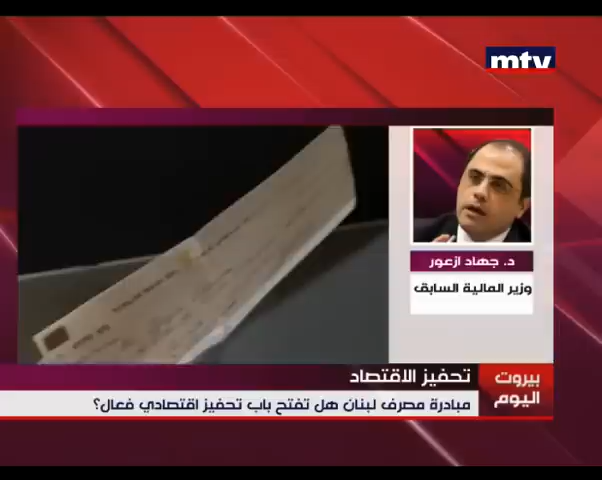 mtv
د. جهاد ازعور
وزير المالية السابق
تحفيز الاقتصاد
بيروت
اليوم
مبادرة مصرف لبنان هل تفتح باب تحفيز اقتصادي فعال؟